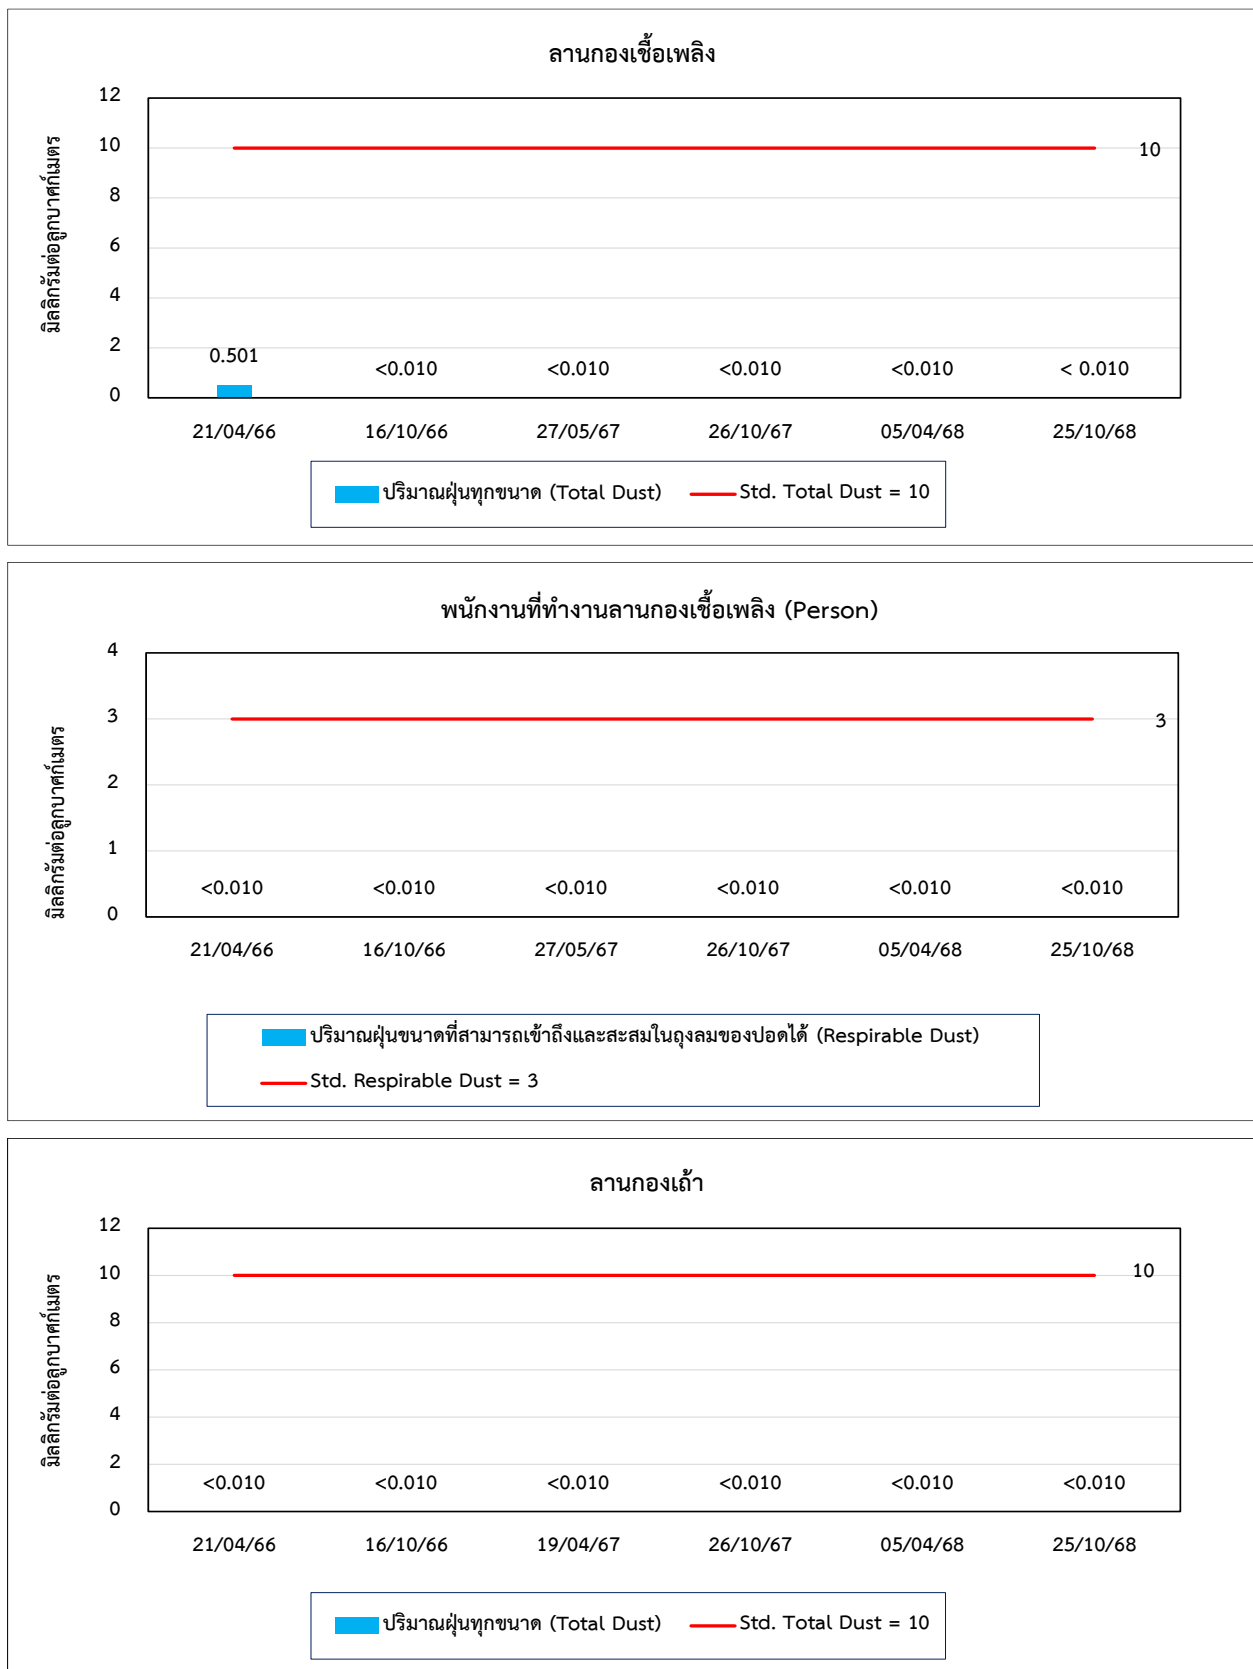 ลานกองเชื้อเพลิง
มิลลิกรัมต่อลูกบาศก์เมตร
12
10
8
6
4
2
0
10
0.501 <0.010 <0.010 <0.010 <0.010 < 0.010
21/04/66 16/10/66 27/05/67 26/10/67 05/04/68 25/10/68
ปริมาณฝุ่นทุกขนาด (Total Dust) Std. Total Dust = 10
พนักงานที่ทำงานลานกองเชื้อเพลิง (Person)
มิลลิกรัมต่อลูกบาศก์เมตร
4
3
2
1
0
3
<0.010 <0.010 <0.010 <0.010 <0.010 <0.010
21/04/66 16/10/66 27/05/67 26/10/67 05/04/68 25/10/68
ปริมาณฝุ่นขนาดที่สามารถเข้าถึงและสะสมในถุงลมของปอดได้ (Respirable Dust)
Std. Respirable Dust = 3
ลานกองเถ้า
มิลลิกรัมต่อลูกบาศก์เมตร
12
10
8
6
4
2
0
10
<0.010 <0.010 <0.010 <0.010 <0.010 <0.010
21/04/66 16/10/66 19/04/67 26/10/67 05/04/68 25/10/68
ปริมาณฝุ่นทุกขนาด (Total Dust) Std. Total Dust = 10